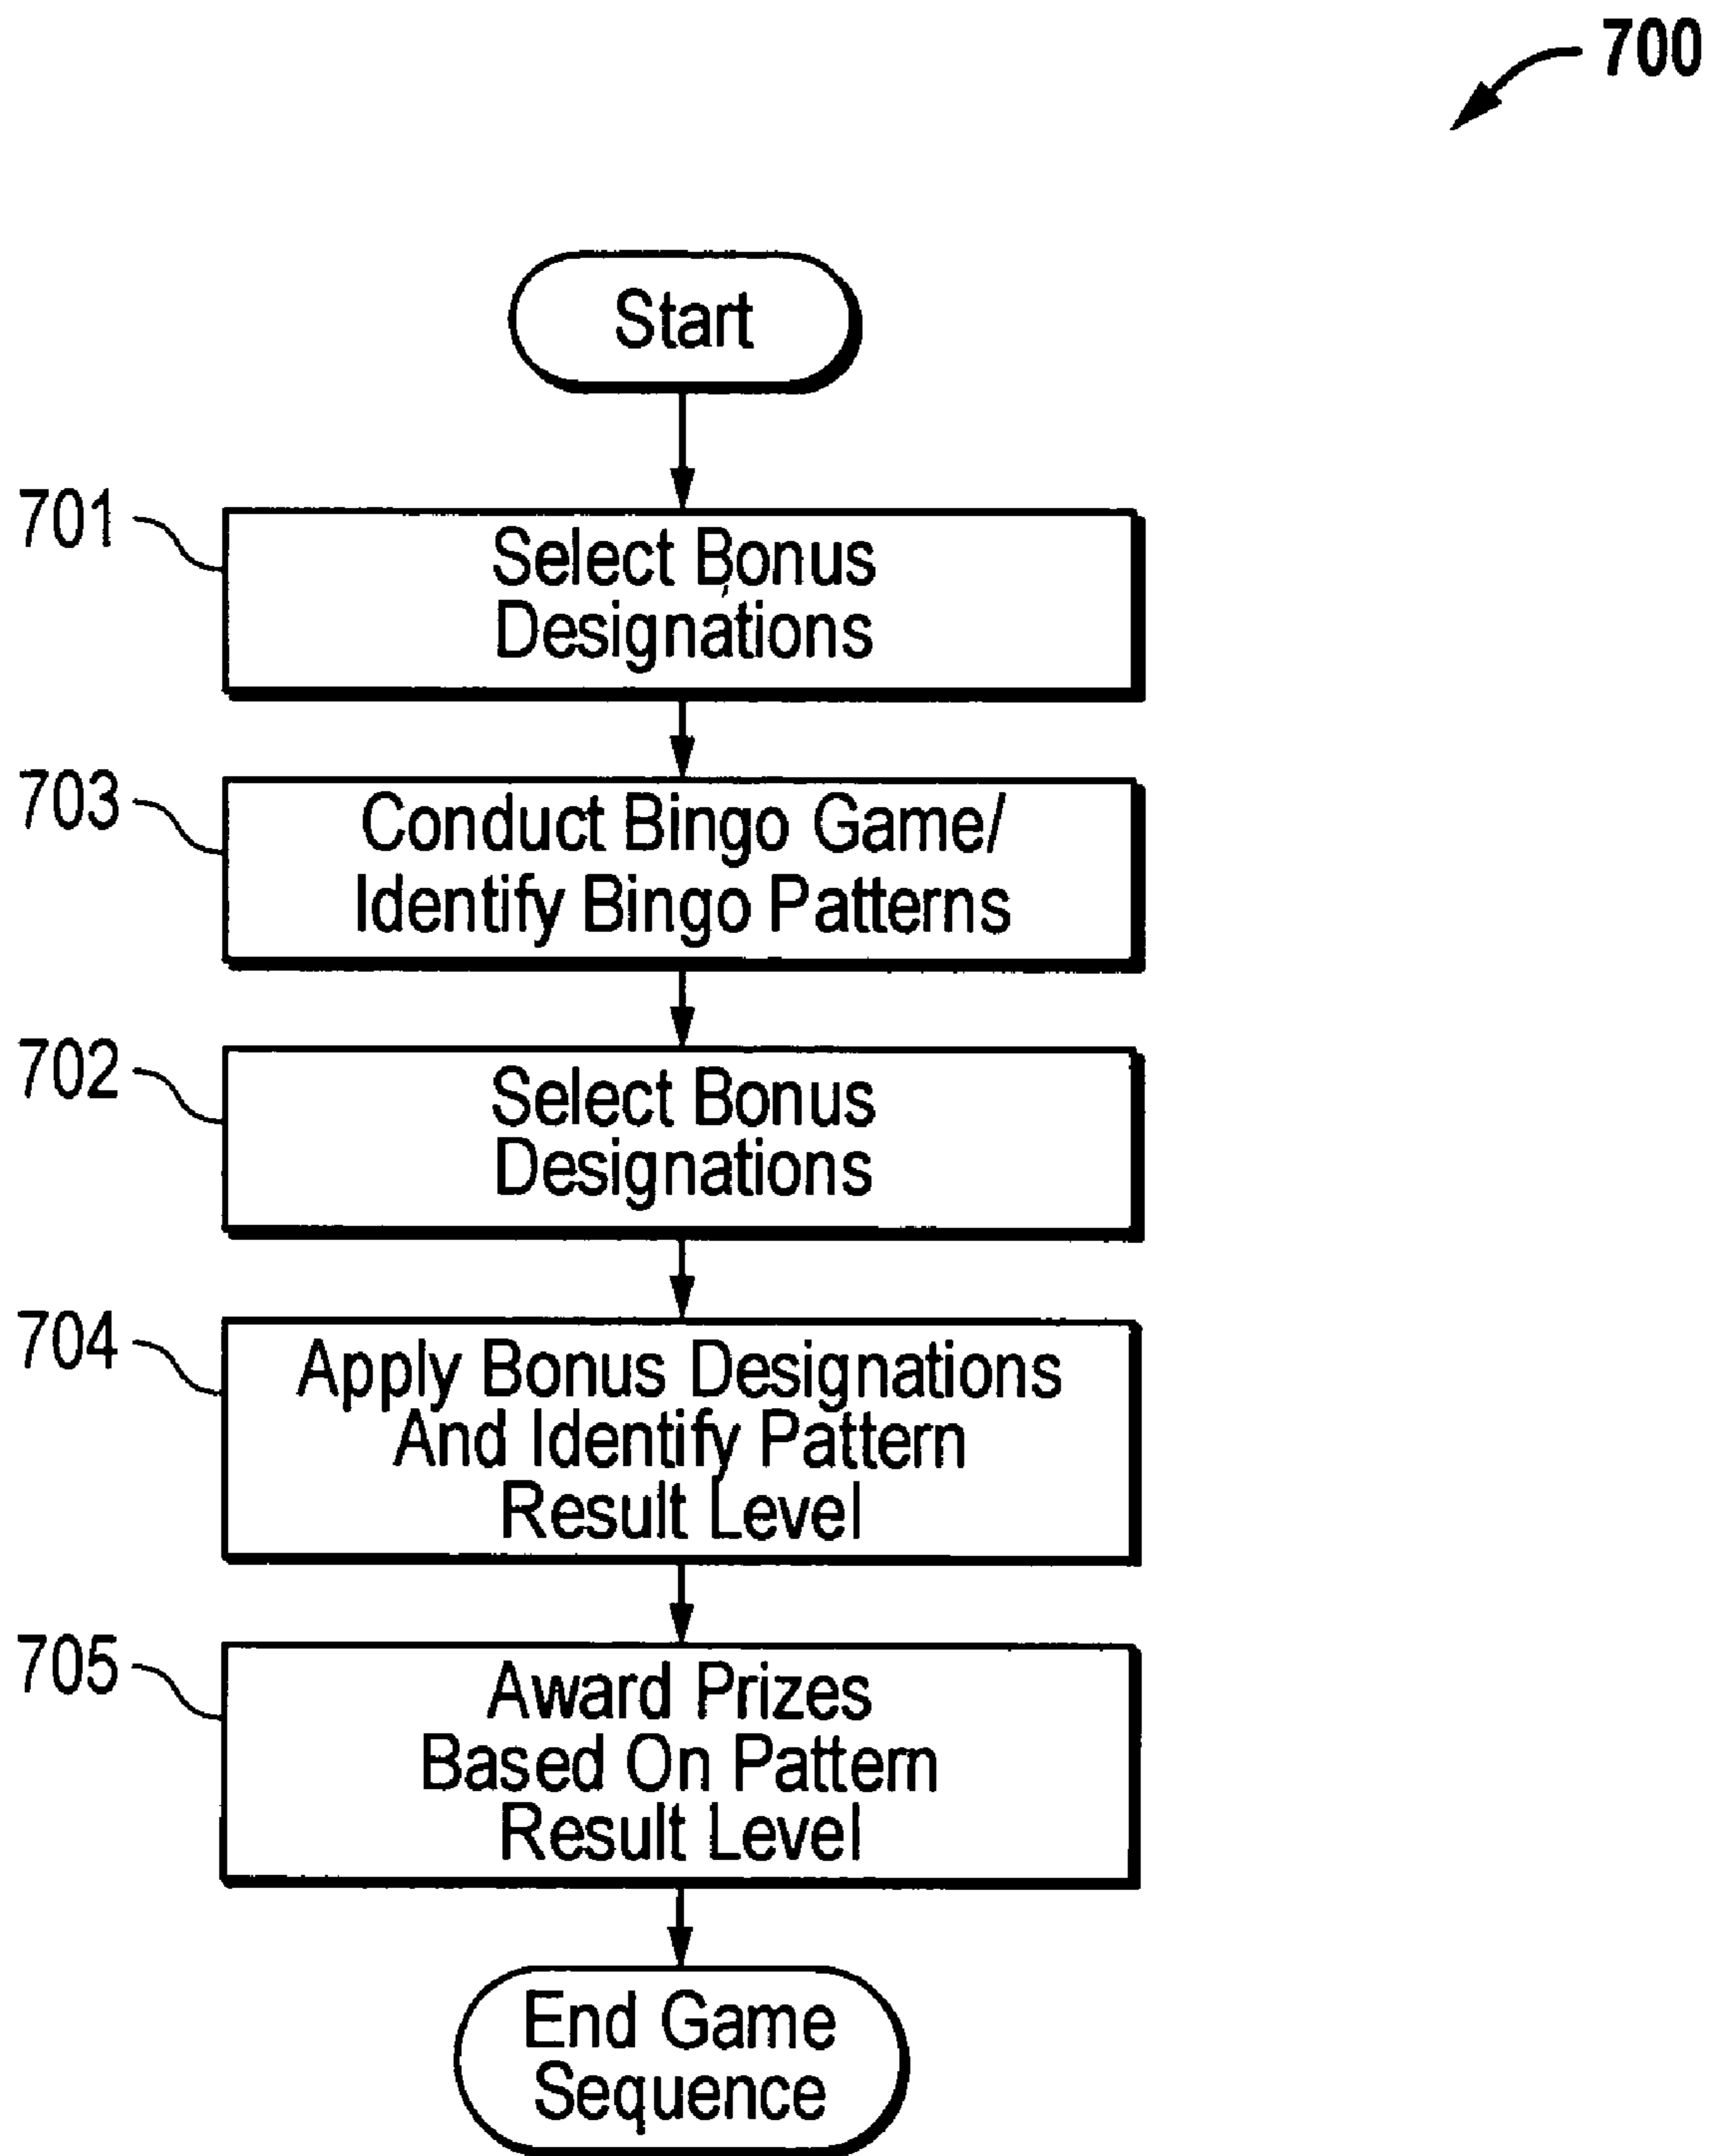 700
Start
701
Select Bonus
Designations
703
Conduct Bingo Game/
Identify Bingo Patterns
702
Select Bonus
Designations
704
Apply Bonus Designations
And Identify Pattern
Result Level
705
Award Prizes
Based On Pattern
Result Level
End Game
Sequence